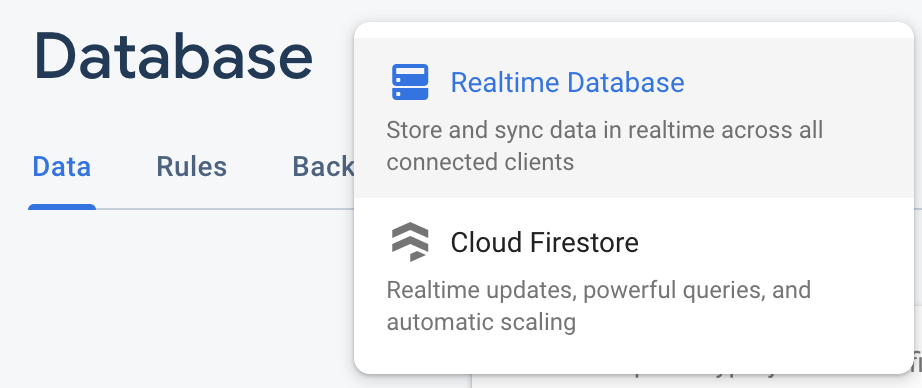 Database
Data Rules Back
Realtime Database
Store and sync data in realtime across all
connected clients
Cloud Firestore
Realtime updates, powerful queries, and
automatic scaling